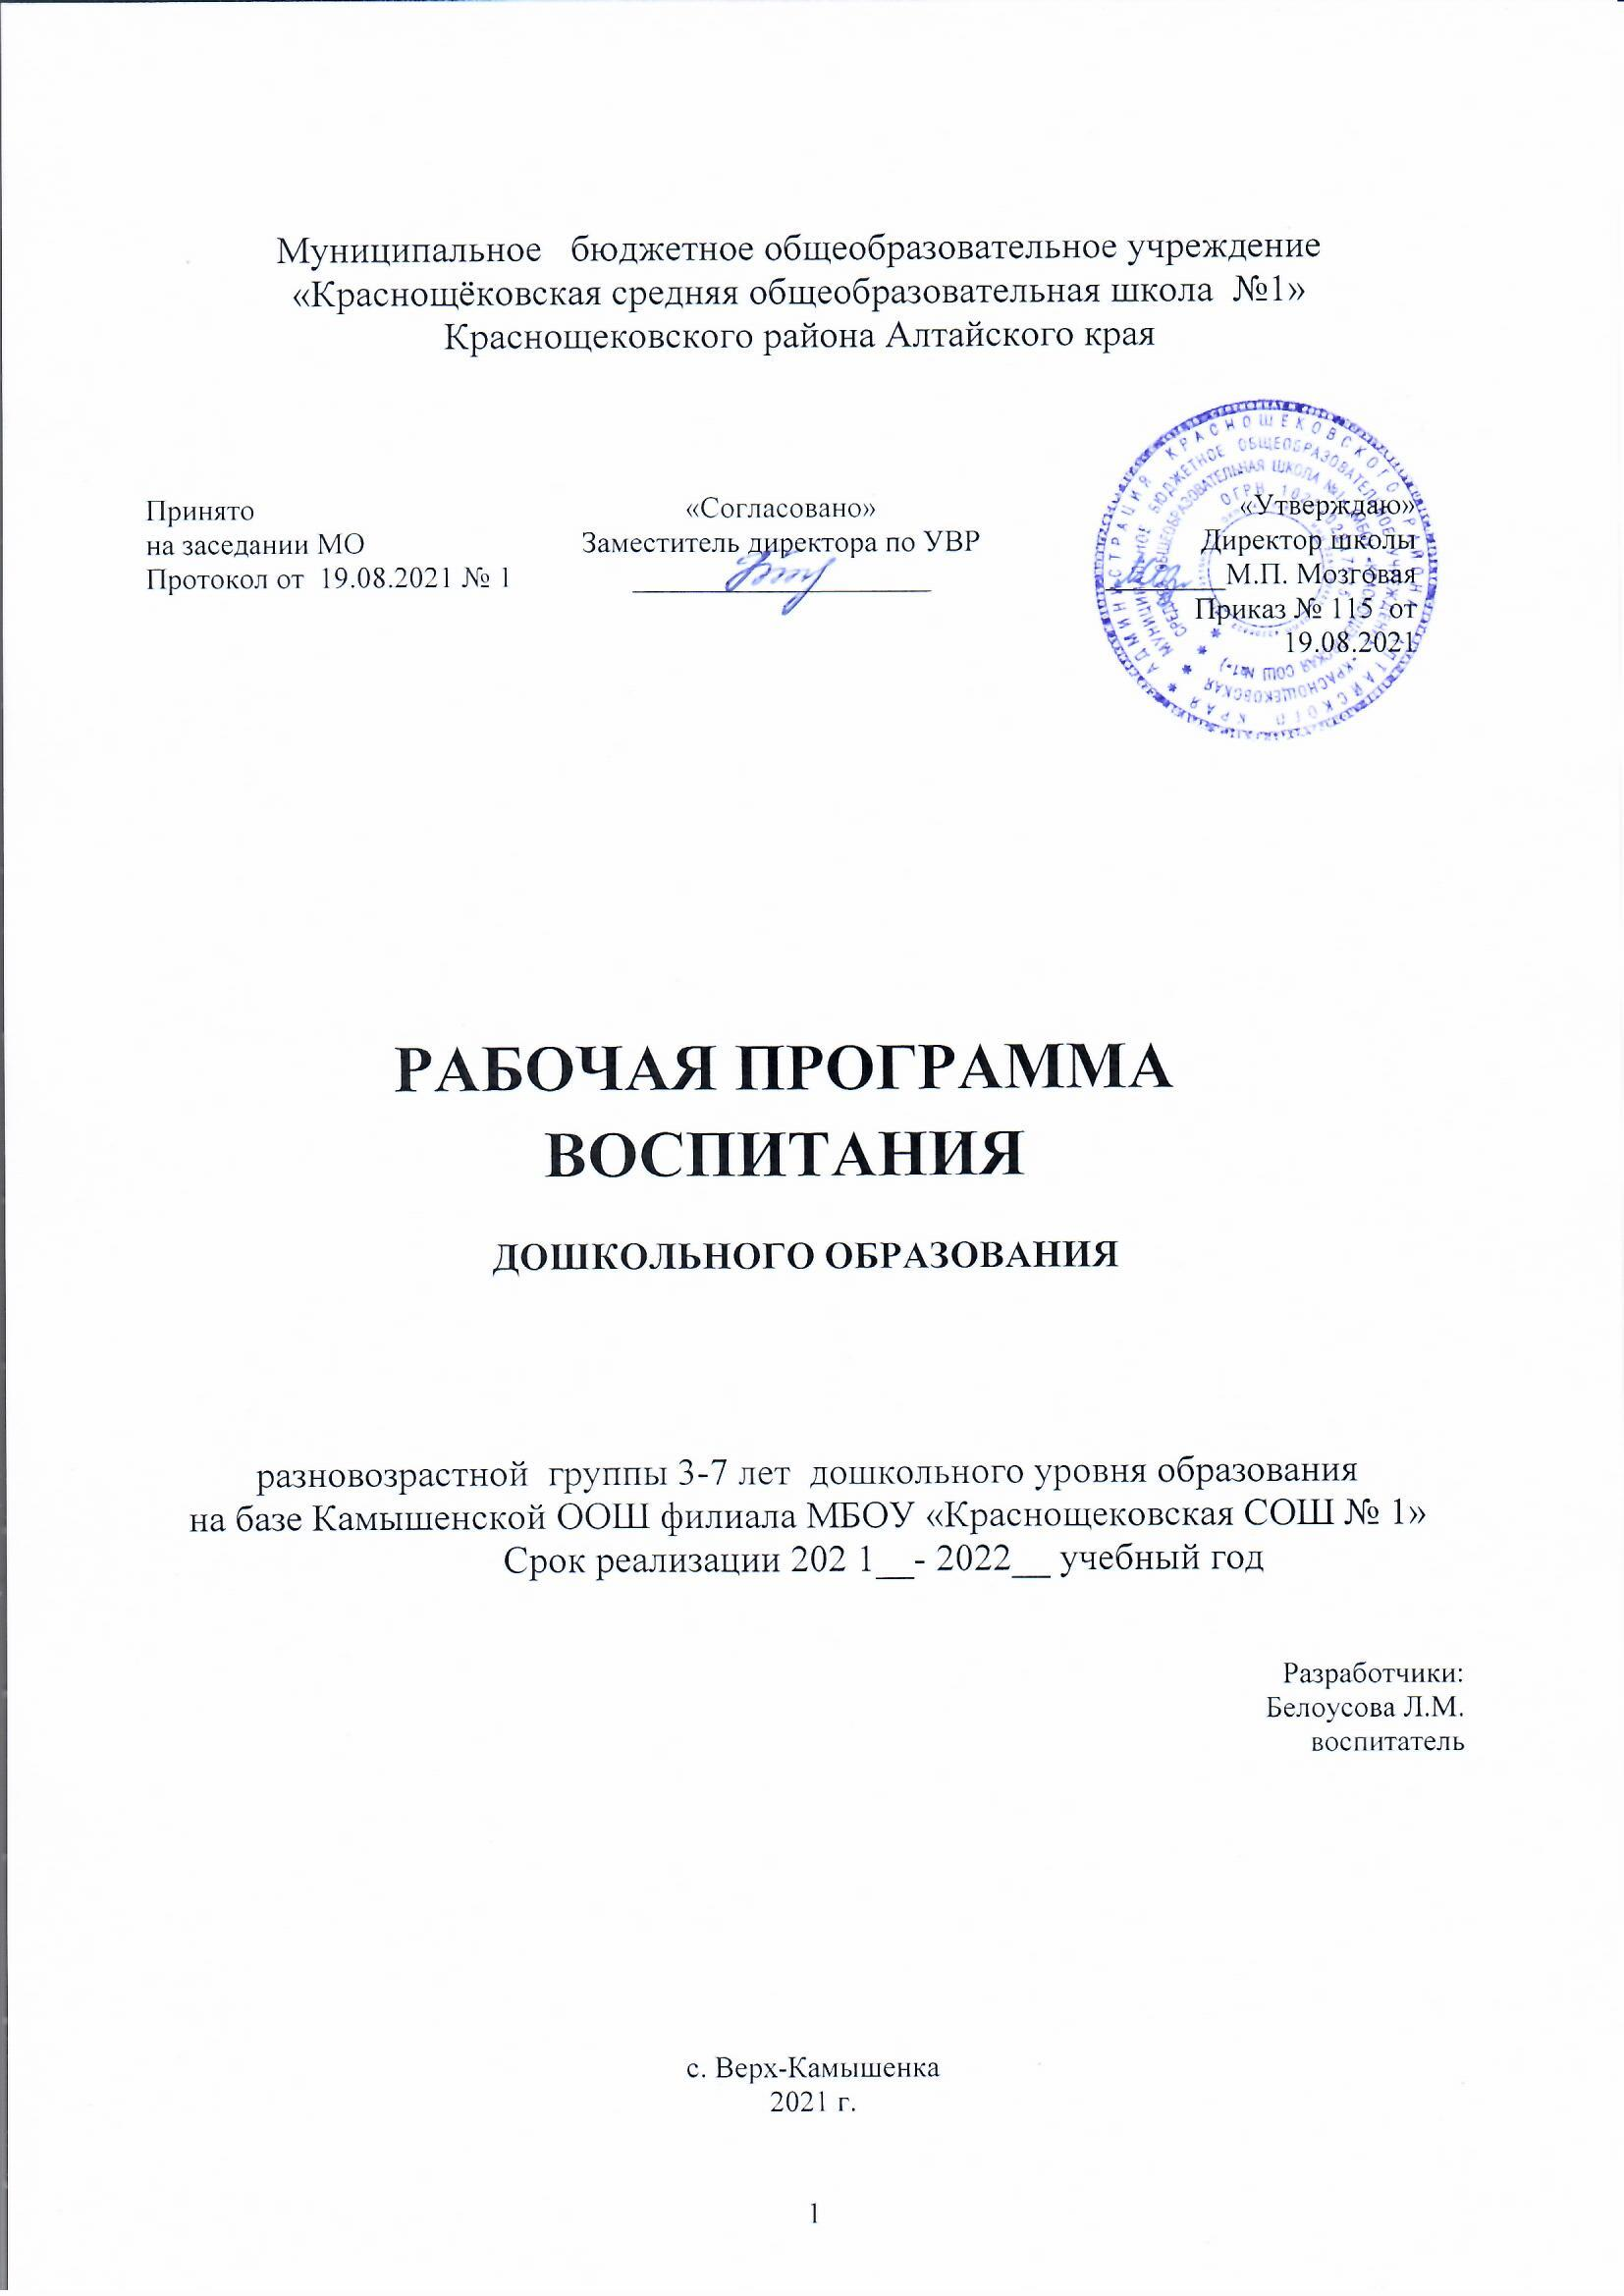 Муниципальное бюджетное общеобразовательное учреждение
«Краснощёковская средняя общеобразовательная школа №1»
Краснощековского района Алтайского края
Принято
на заседании МО
Протокол от 19.08.2021 № 1
«Согласовано»
Заместитель директора по УВР
«Утверждаю»
Директор школы
М.П. Мозговая
Приказ № 115 от
19.08.2021
РАБОЧАЯ ПРОГРАММА
ВОСПИТАНИЯ
ДОШКОЛЬНОГО ОБРАЗОВАНИЯ
разновозрастной группы 3-7 лет дошкольного уровня образования
на базе Камышенской ООШ филиала МБОУ «Краснощековская СОШ № 1»
Срок реализации 202 1__- 2022__ учебный год
Разработчики:
Белоусова Л.М.
воспитатель
с. Верх-Камышенка
2021 г.
1